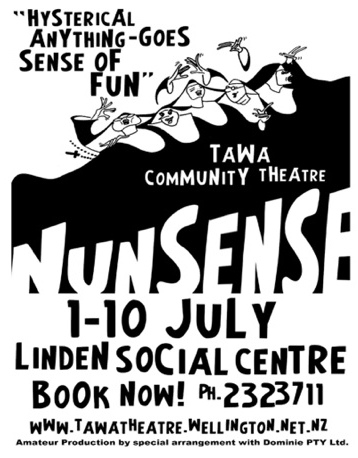 "HYSTERICAL
ANYTHING-GOES
SENSE OF
FUN"
TAWA
COMMUNITY THEATRE
NUNSENSE
1-10 JULY
LINDEN SOCIAL CENTRE
BOOK NOW! PH. 2323711
WWW.TAWATHEATRE.WELLINGTON.NET.NZ
Amateur Production by special arrangement with Dominie PTY Ltd.